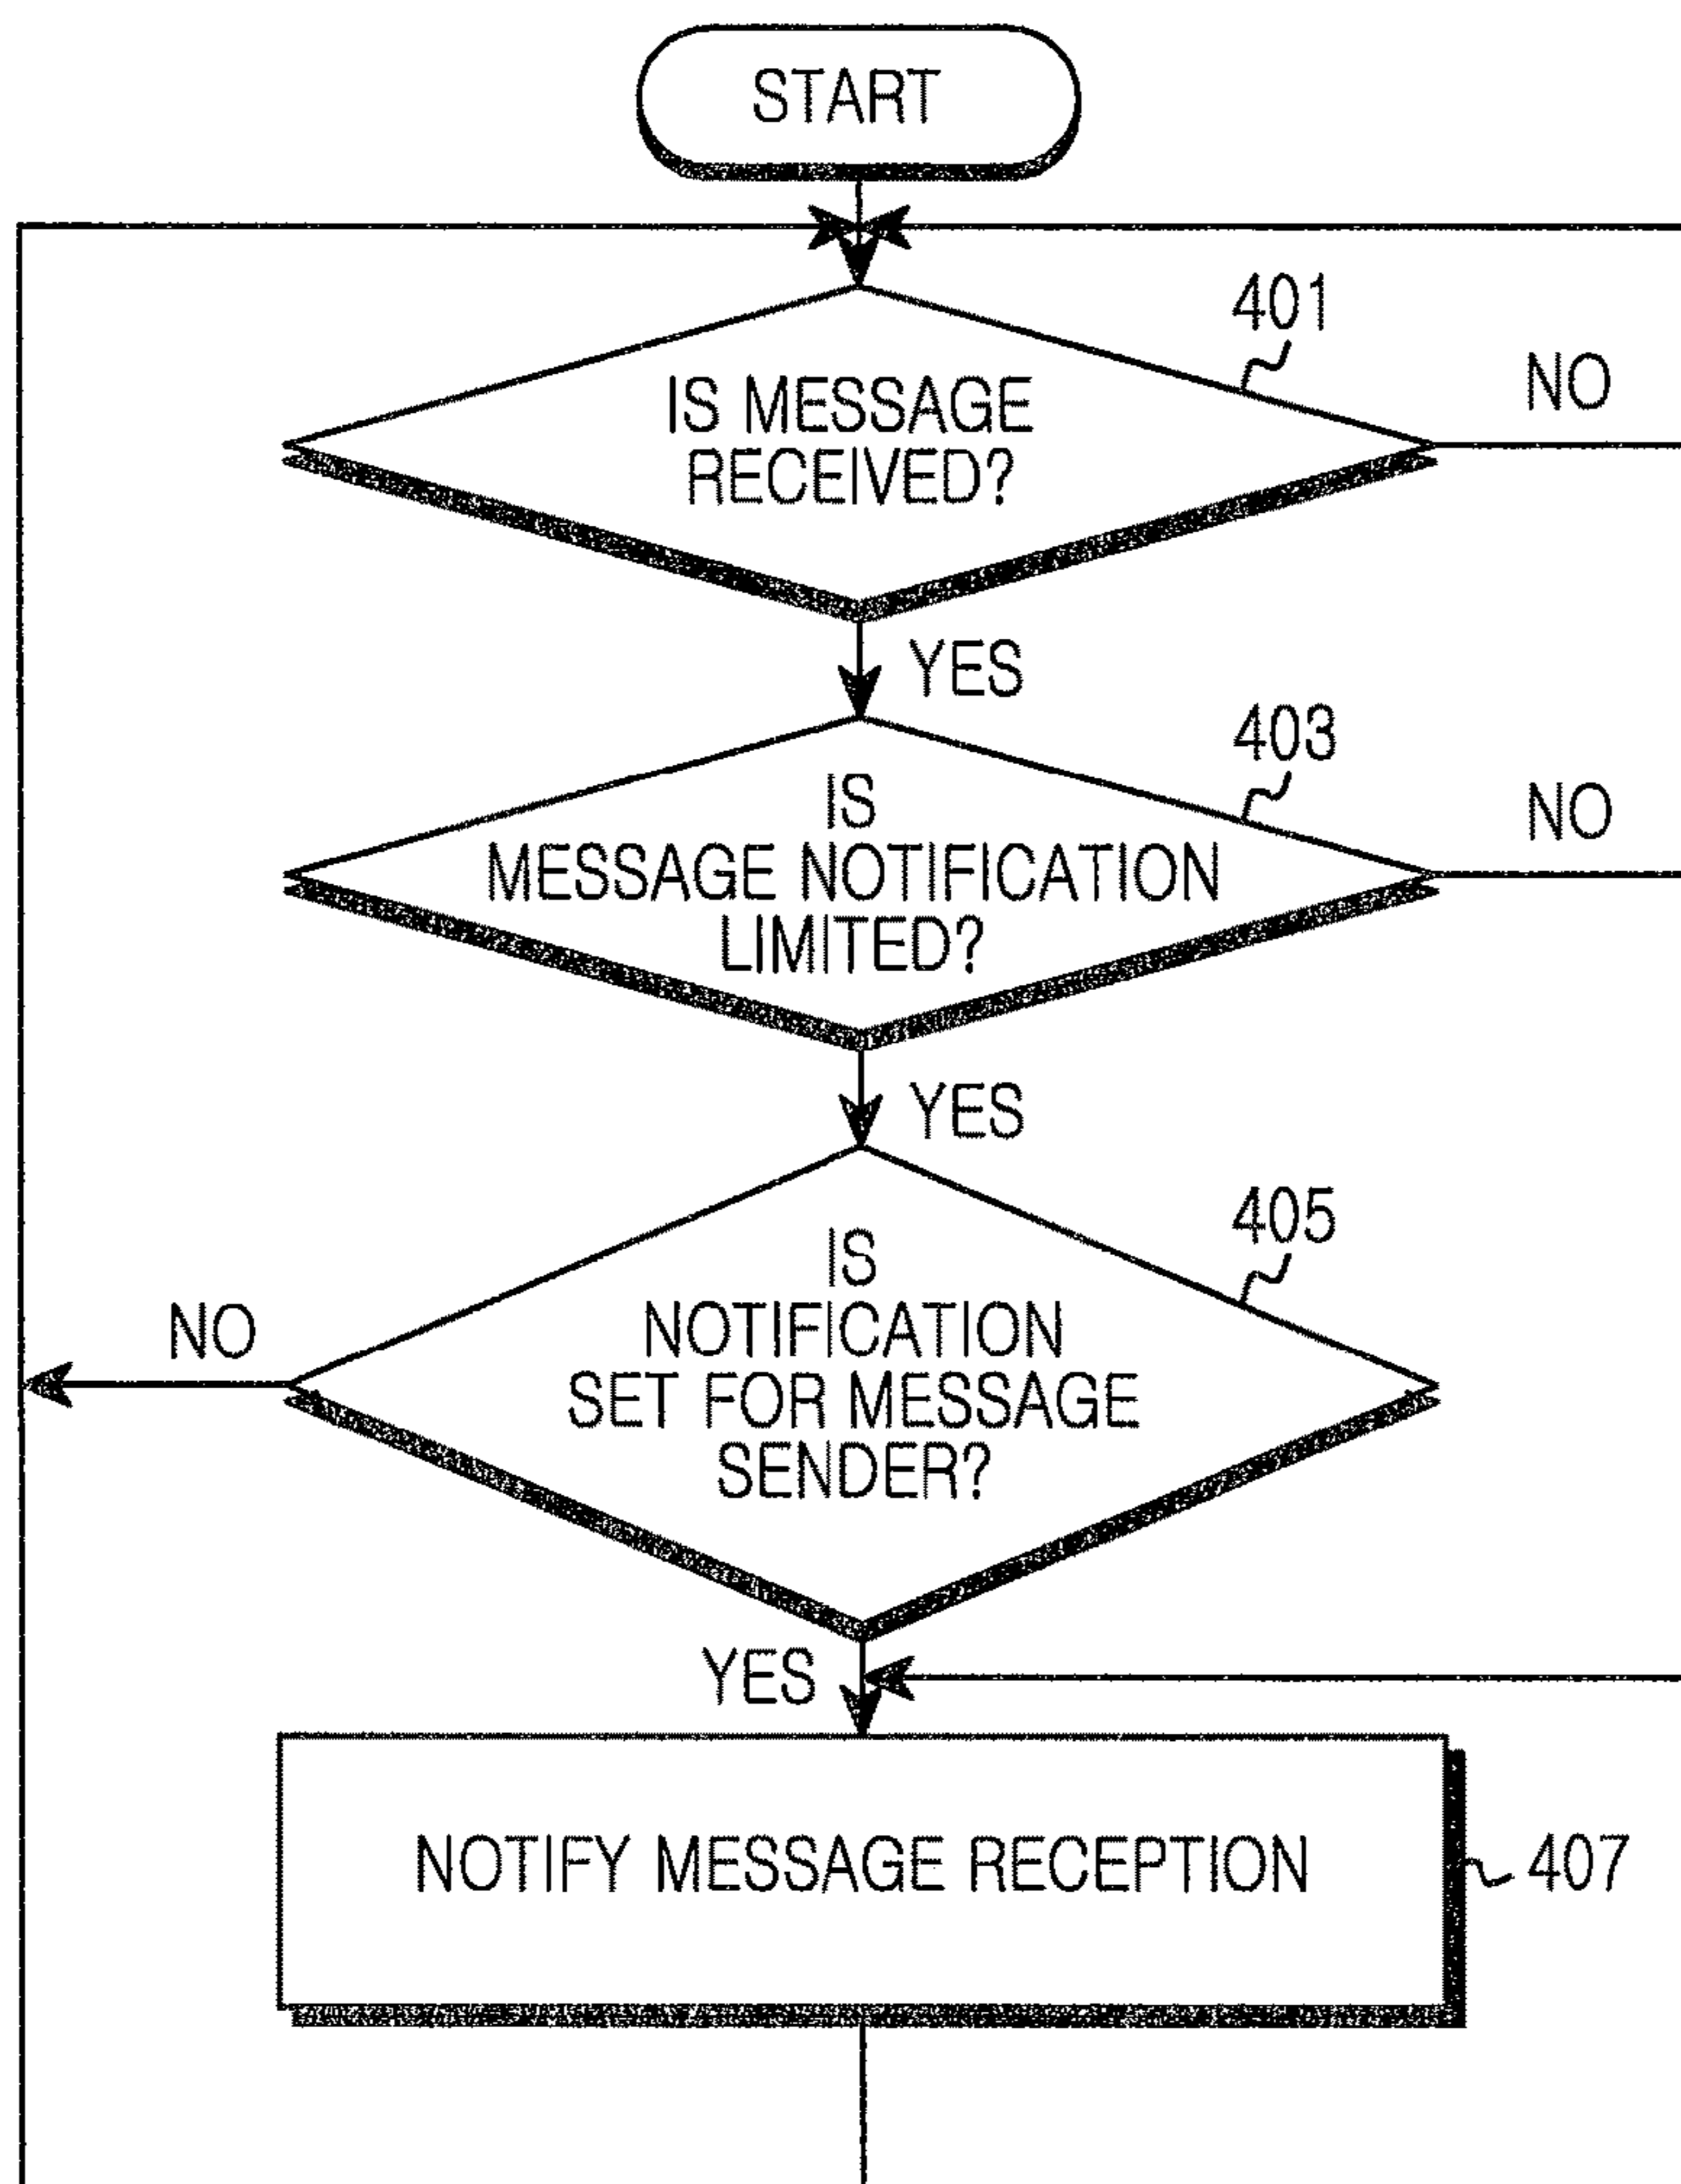 START
401
NO
IS MESSAGE
RECEIVED?
YES
403
NO
IS
MESSAGE NOTIFICATION
LIMITED?
YES
405
IS
NOTIFICATION
SET FOR MESSAGE
SENDER?
NO
YES
NOTIFY MESSAGE RECEPTION
407